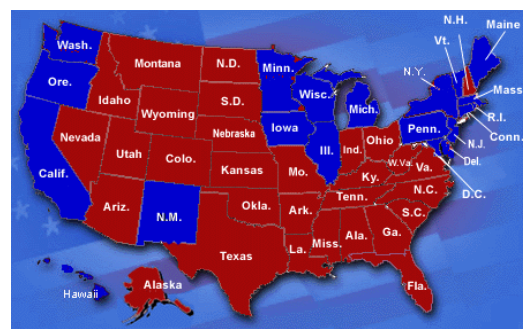 N.H.
Maine
Vt.
Wash.
Montana
N.D.
Minn.
N.Y.
Mass
Ore.
Idaho
S.D.
Wisc.
Mich.
R.I.
Wyoming
Conn.
Iowa
Penn.
Nebraska
N.J.
Nevada
Ill.
Ind.
Ohio
Del.
Utah
Colo.
W.Va.
Va.
Calif.
Kansas
Mo.
Ky.
D.C.
N.C.
Tenn.
Ariz.
N.M.
Okla.
Ark.
S.C.
Miss.
Ala.
Ga.
La.
Texas
Alaska
Fla.
Hawaii